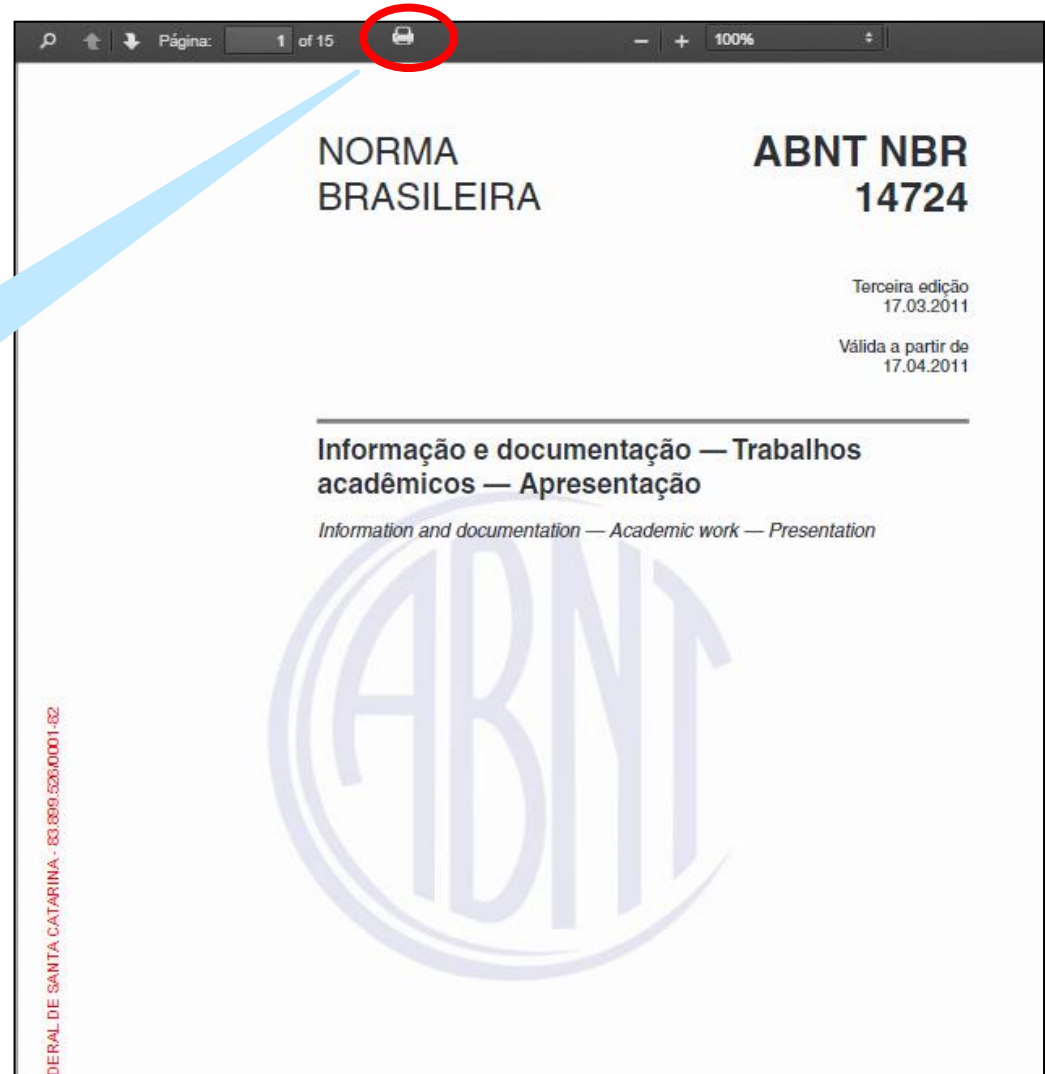 Página: 1 of 15 100%
NORMA
BRASILEIRA
ABNT NBR
14724
Terceira edição
17.03.2011
Válida a partir de
17.04.2011
Informação e documentação — Trabalhos
acadêmicos — Apresentação
Information and documentation — Academic work — Presentation
ABNT
DERAL DE SANTA CATARINA - 83.899.526/0001-82